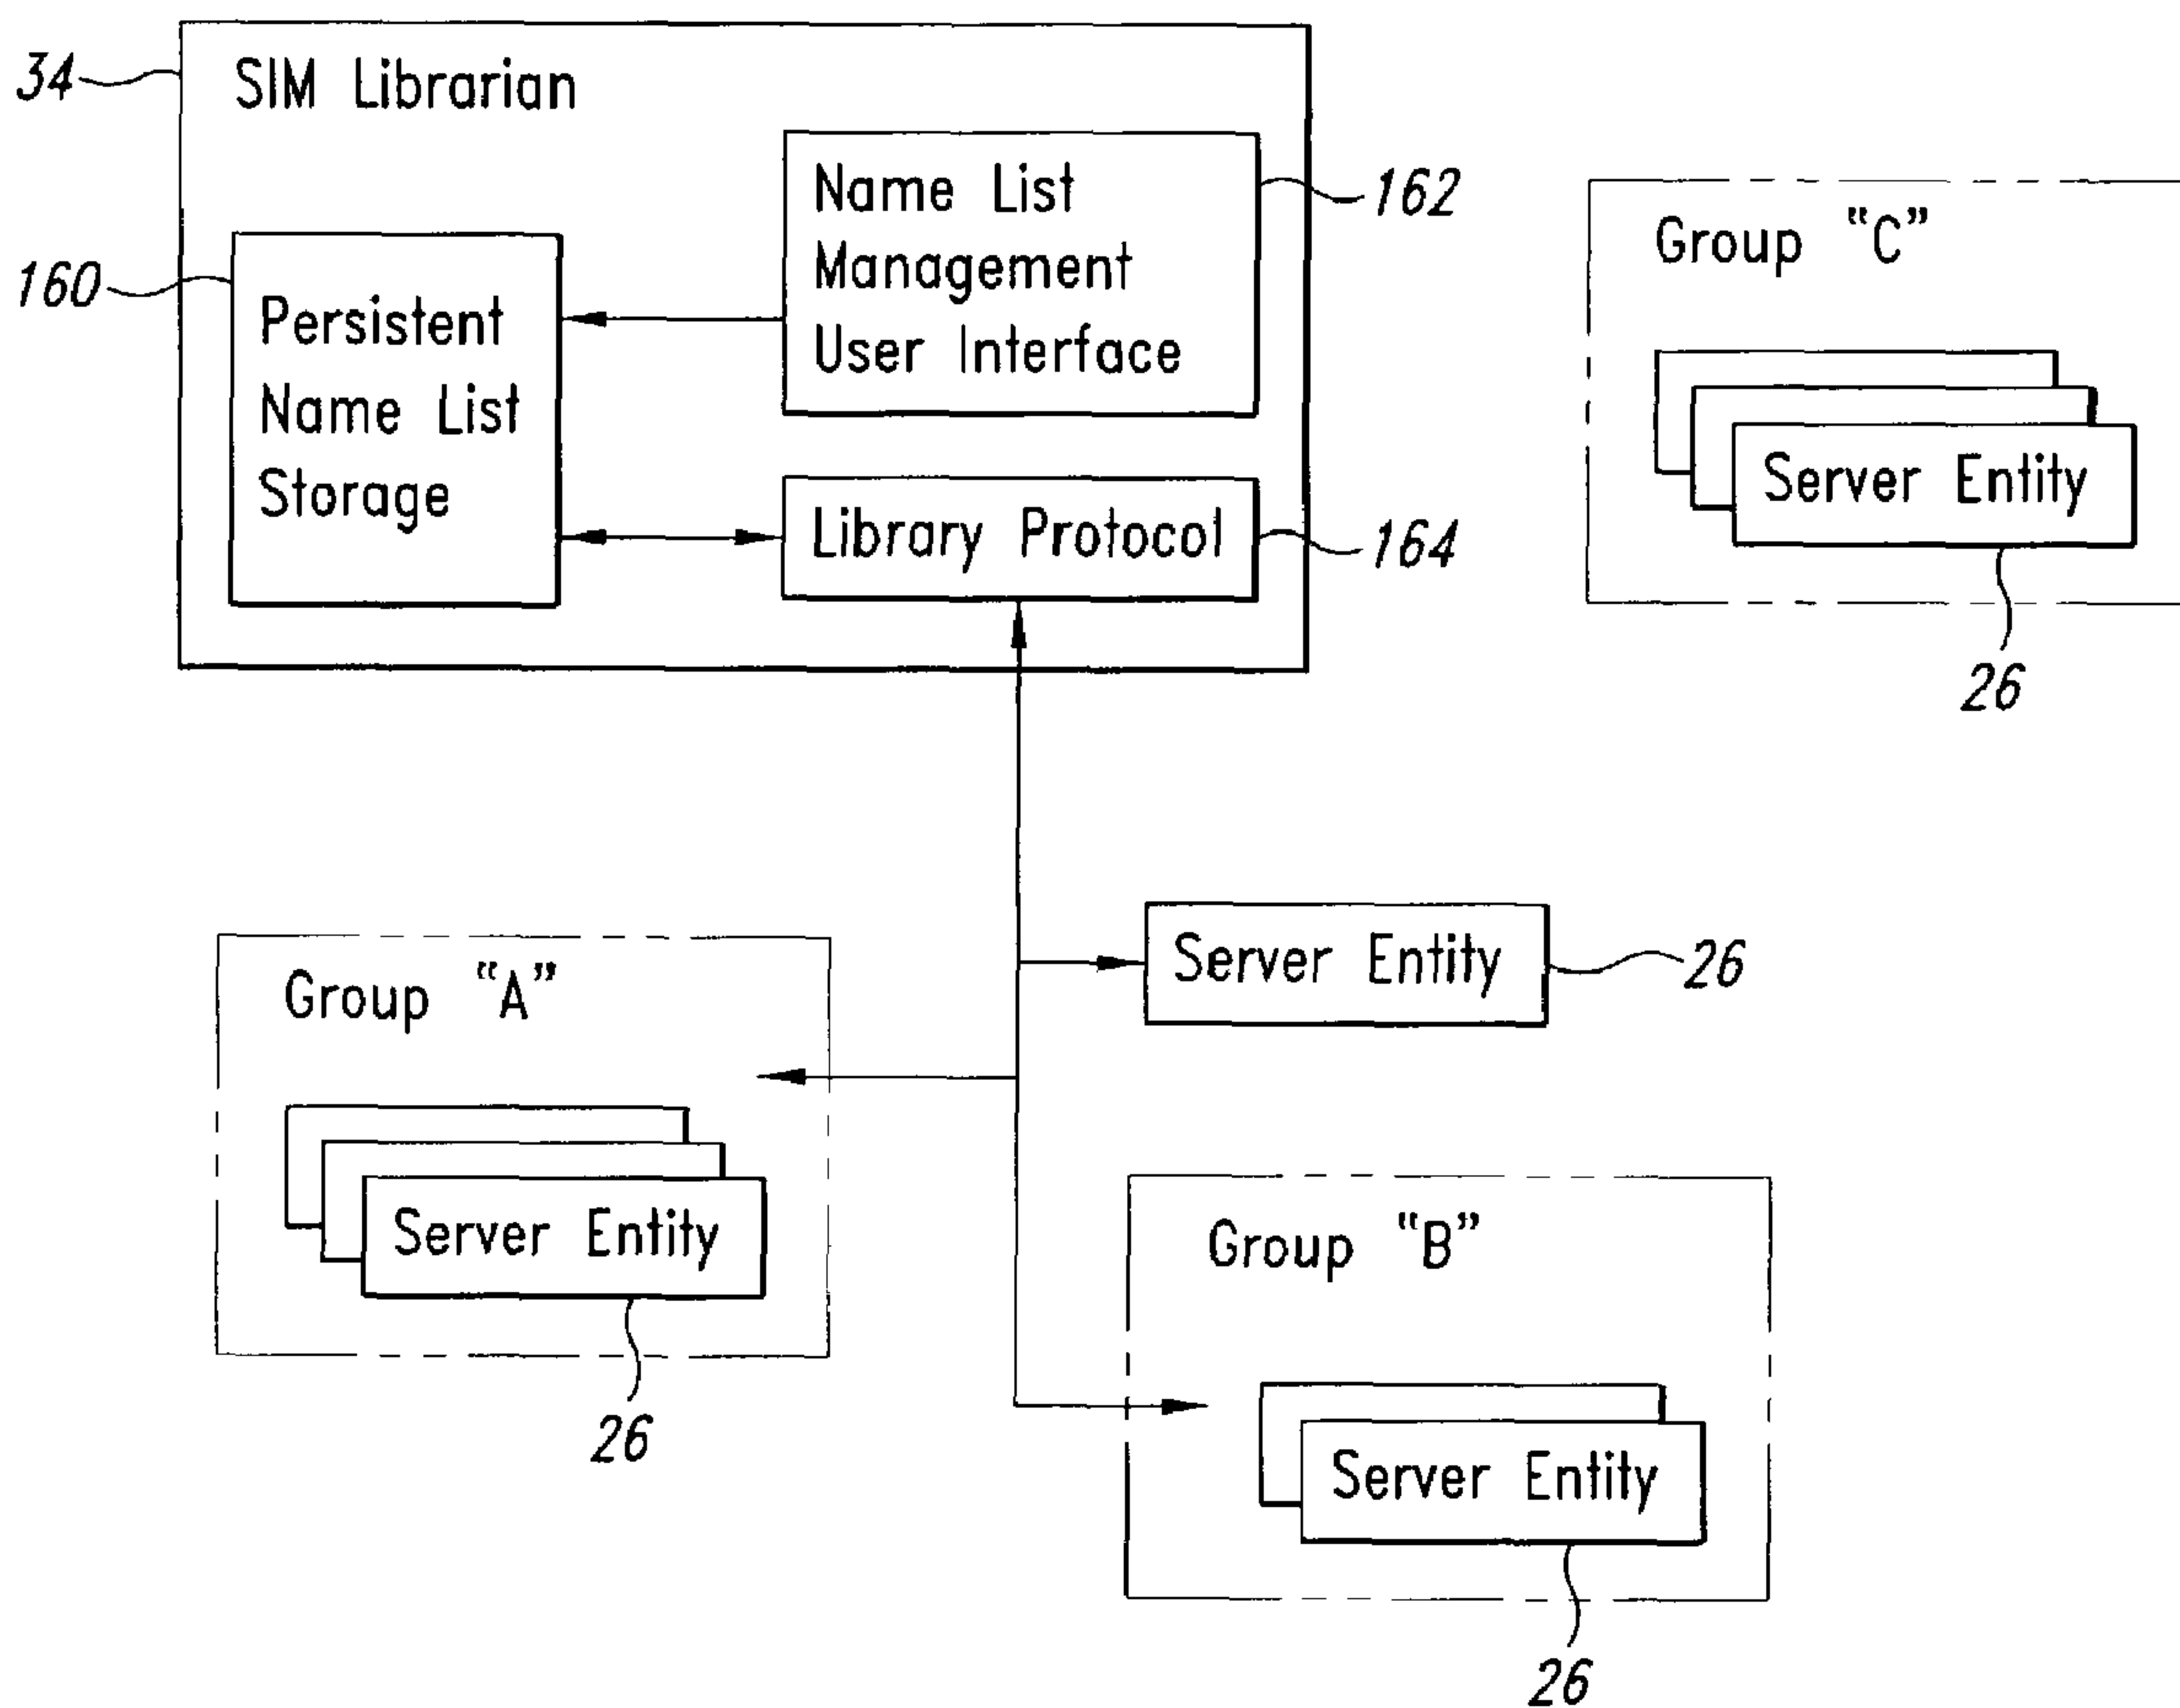 34
SIM Librarian
Name List
Management
User Interface
162
160
Persistent
Name List
Storage
Library Protocol
164
Group "C"
Server Entity
26
Server Entity
26
Group "A"
Server Entity
26
Group "B"
Server Entity
26